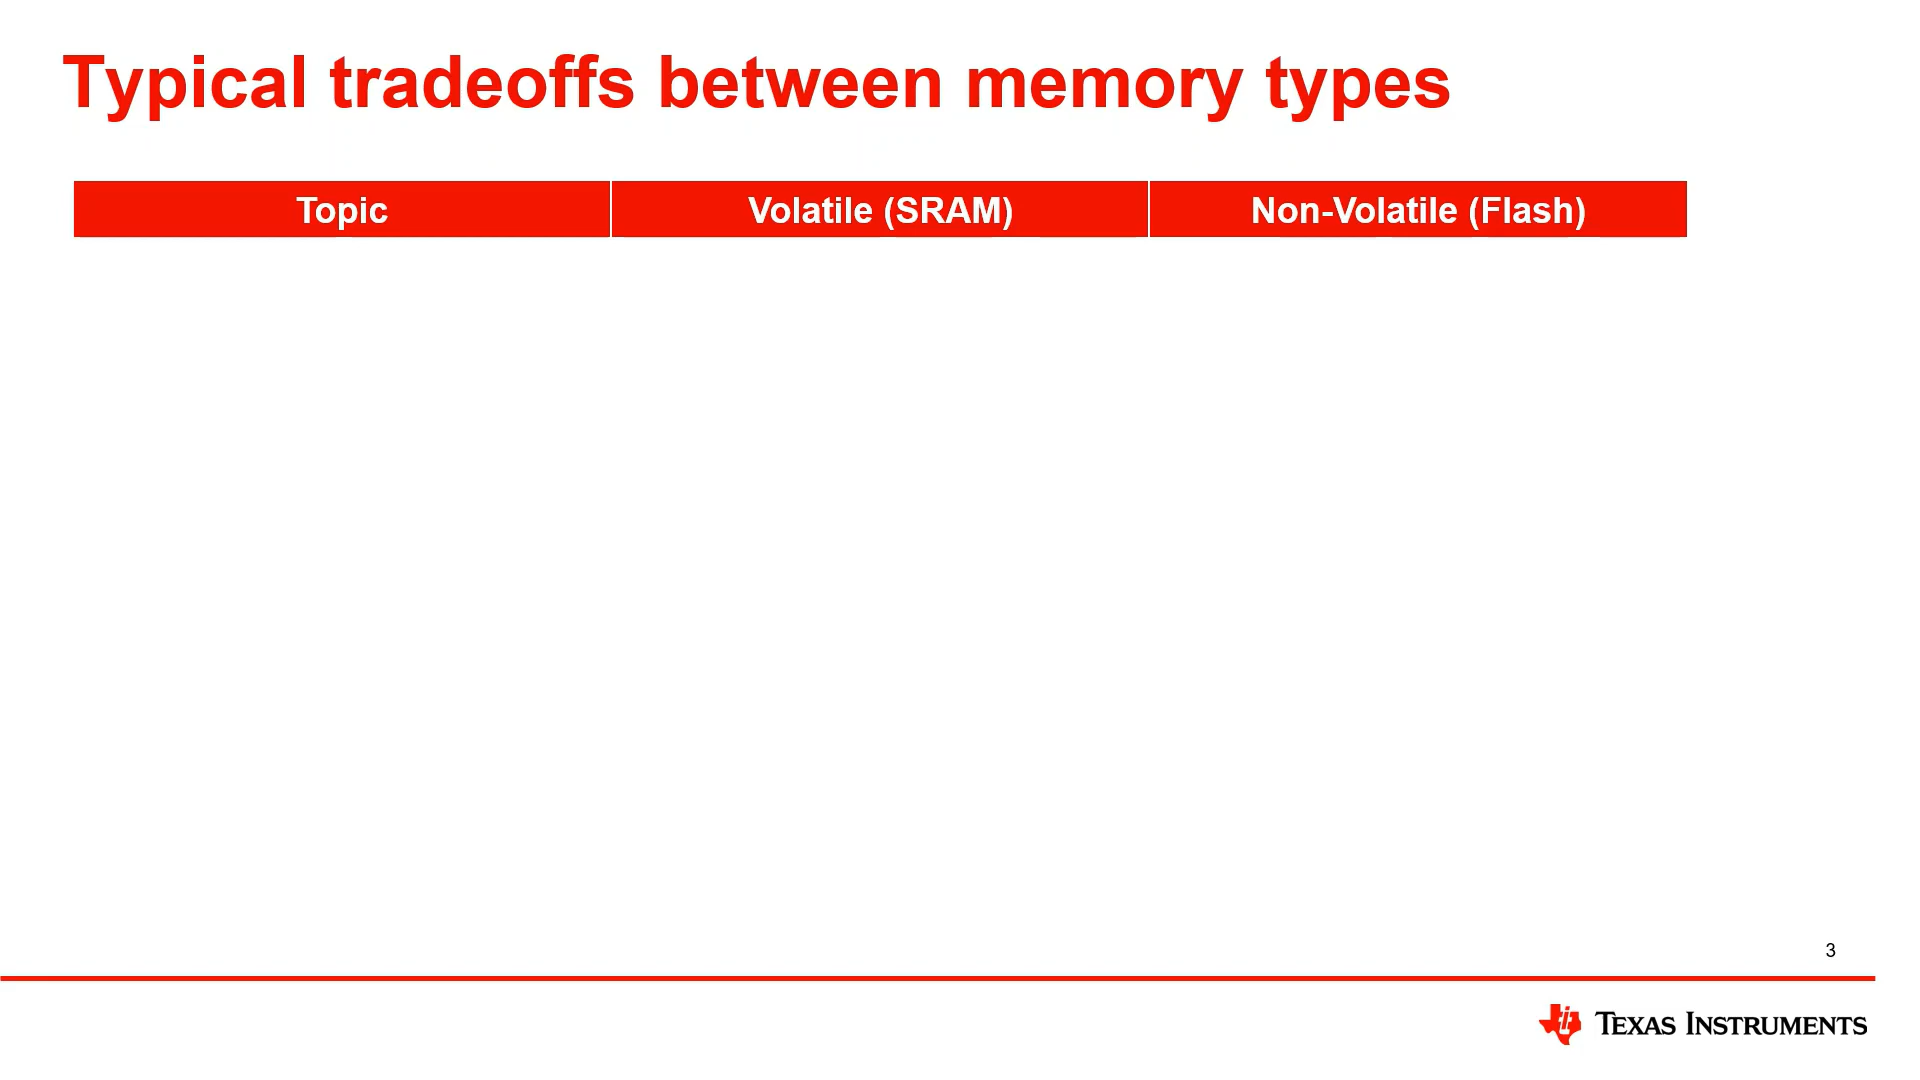 Typical tradeoffs between memory types
Topic Volatile (SRAM) Non-Volatile (Flash)
3
TEXAS INSTRUMENTS